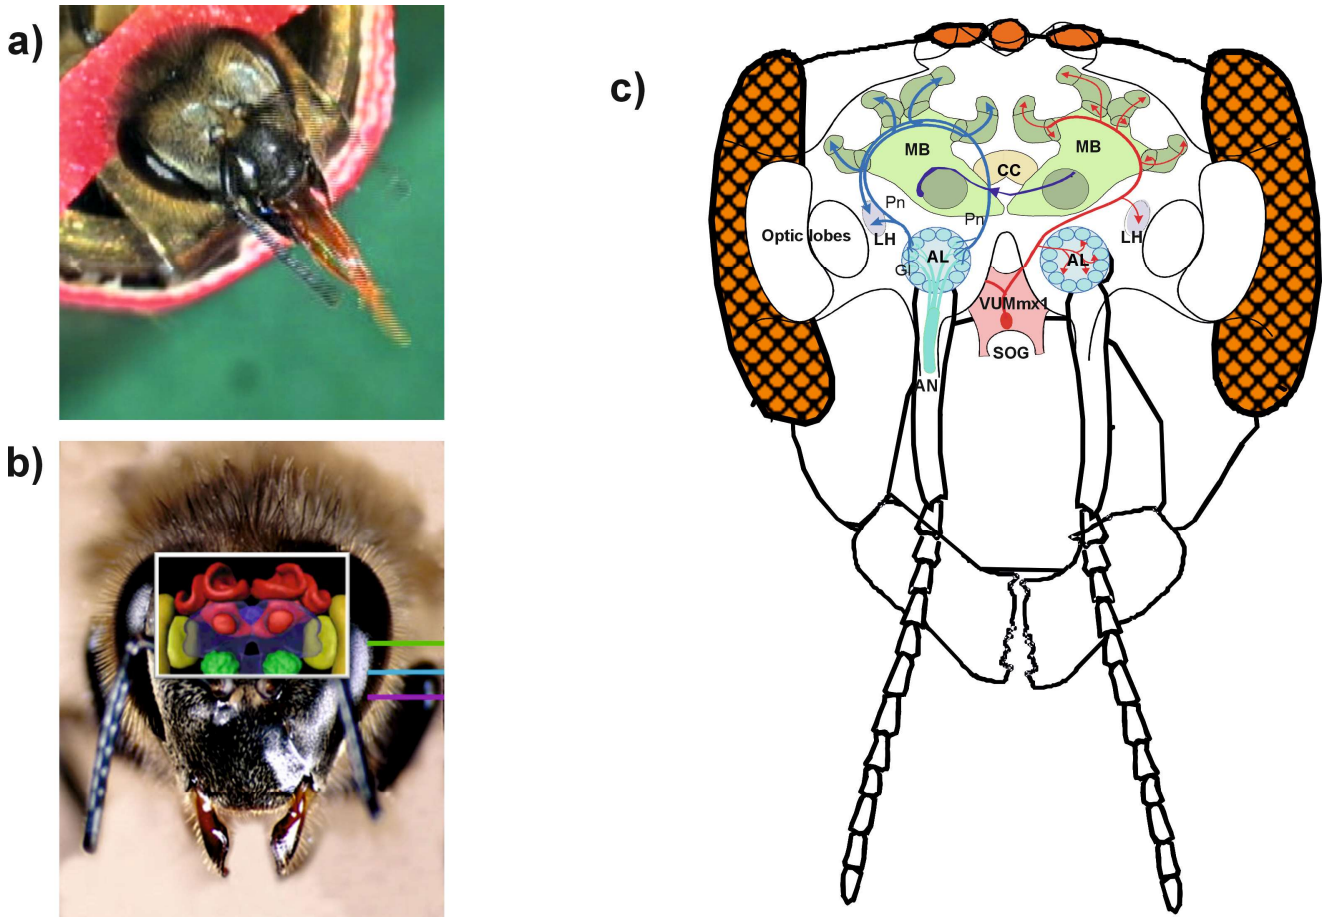 a)
b)
c)
MB
MB
CC
Pn
Pn
LH
LH
Optic lobes
AL
AL
G
VUMmx1
SOG
AN